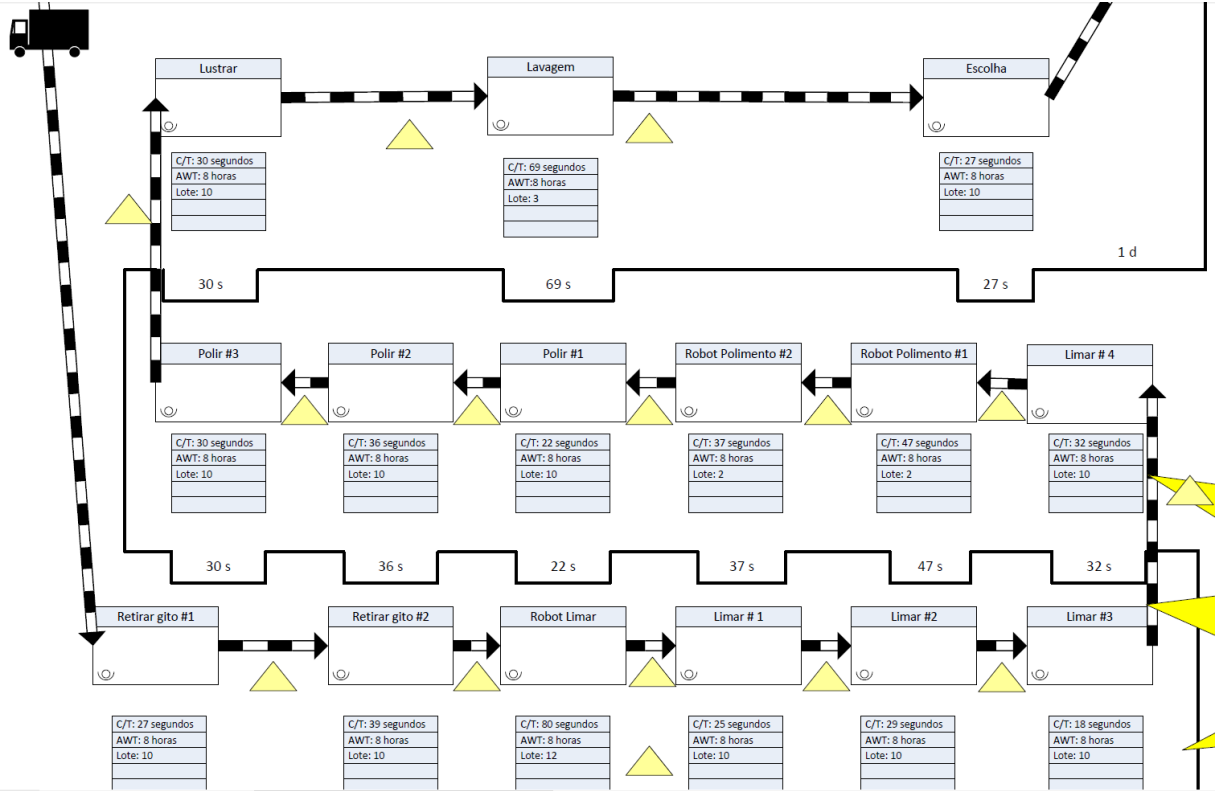 Lustrar
Lavagem
Escolha
C/T: 30 segundos
AWT: 8 horas
Lote: 10
C/T: 69 segundos
AWT:8 horas
Lote: 3
C/T: 27 segundos
AWT: 8 horas
Lote: 10
1 d
30 s
69 s
27 s
Polir #3
Polir #2
Polir #1
Robot Polimento #2
Robot Polimento #1
Limar # 4
C/T: 30 segundos
AWT: 8 horas
Lote: 10
C/T: 36 segundos
AWT: 8 horas
Lote: 10
C/T: 22 segundos
AWT: 8 horas
Lote: 10
C/T: 37 segundos
AWT: 8 horas
Lote: 2
C/T: 47 segundos
AWT: 8 horas
Lote: 2
C/T: 32 segundos
AWT: 8 horas
Lote: 10
30 s
36 s
22 s
37 s
47 s
32 s
Retirar gito #1
Retirar gito #2
Robot Limar
Limar # 1
Limar #2
Limar #3
C/T: 27 segundos
AWT: 8 horas
Lote: 10
C/T: 39 segundos
AWT: 8 horas
Lote: 10
C/T: 80 segundos
AWT: 8 horas
Lote: 12
C/T: 25 segundos
AWT: 8 horas
Lote: 10
C/T: 29 segundos
AWT: 8 horas
Lote: 10
C/T: 18 segundos
AWT: 8 horas
Lote: 10